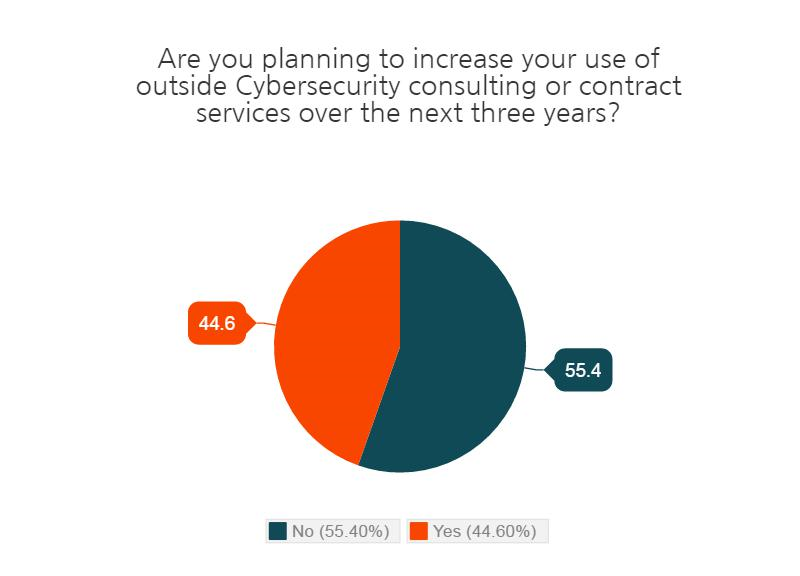 Are you planning to increase your use of
outside Cybersecurity consulting or contract
services over the next three years?
44.6
55.4
No (55.40%) Yes (44.60%)